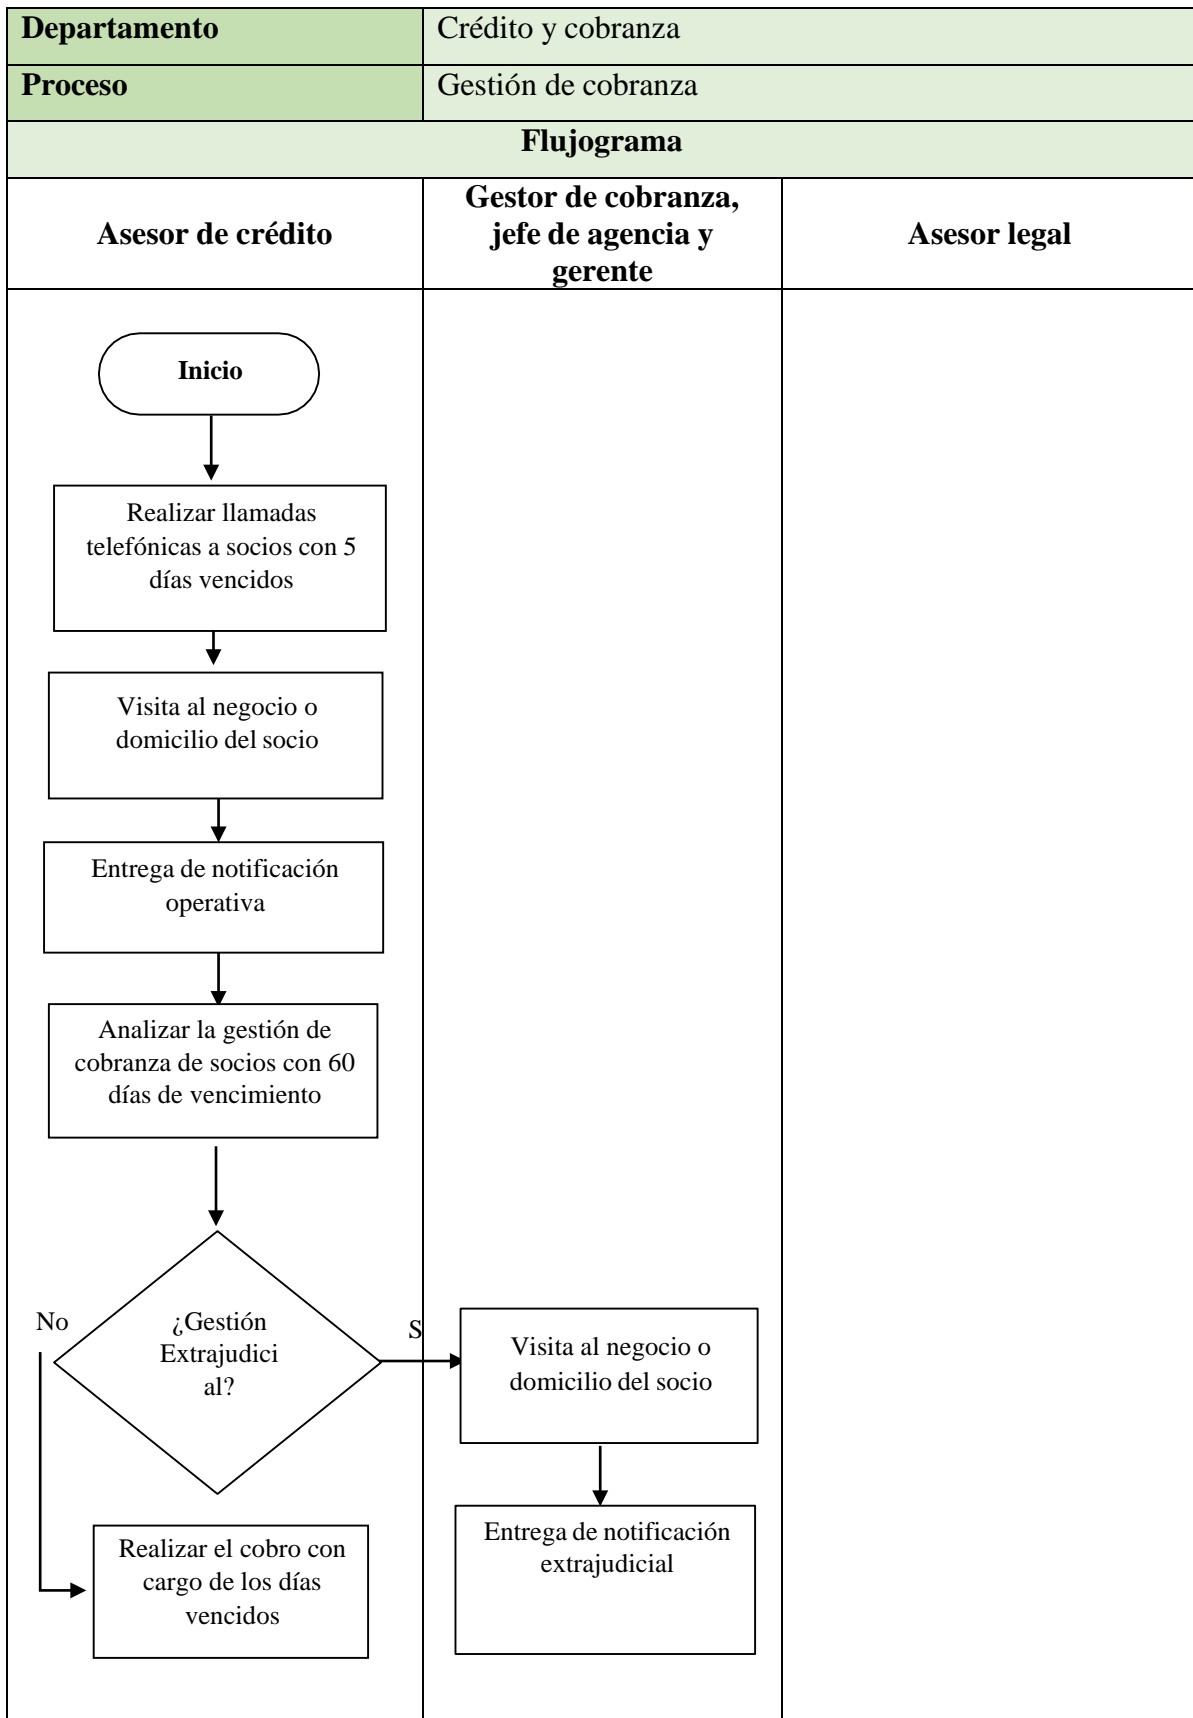 Departamento
Crédito y cobranza
Proceso
Gestión de cobranza
Flujograma
Asesor de crédito
Gestor de cobranza,
jefe de agencia y
gerente
Asesor legal
Inicio
Realizar llamadas
telefónicas a socios con 5
días vencidos
Visita al negocio o
domicilio del socio
Entrega de notificación
operativa
Analizar la gestión de
cobranza de socios con 60
días de vencimiento
No
¿Gestión
Extrajudici
al?
S
Visita al negocio o
domicilio del socio
Entrega de notificación
extrajudicial
Realizar el cobro con
cargo de los días
vencidos